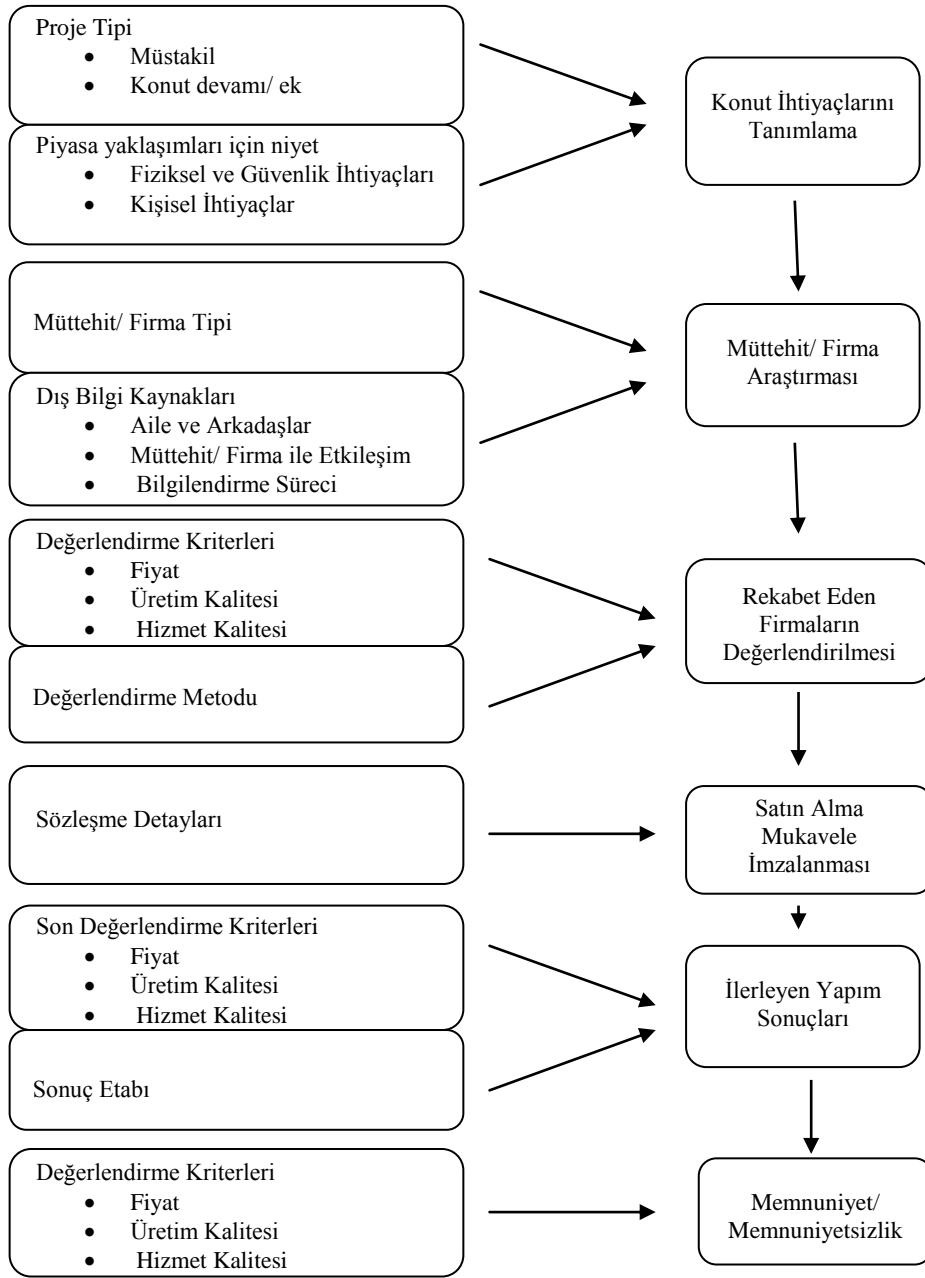 Proje Tipi
• Müstakil
• Konut devamı/ ek
Konut İhtiyaçlarını
Tanımlama
Piyasa yaklaşımları için niyet
• Fiziksel ve Güvenlik İhtiyaçları
• Kişisel İhtiyaçlar
Müttehit/ Firma Tipi
Müttehit/ Firma
Araştırması
Dış Bilgi Kaynakları
• Aile ve Arkadaşlar
• Müttehit/ Firma ile Etkileşim
• Bilgilendirme Süreci
Değerlendirme Kriterleri
• Fiyat
• Üretim Kalitesi
• Hizmet Kalitesi
Rekabet Eden
Firmaların
Değerlendirilmesi
Değerlendirme Metodu
Sözleşme Detayları
Satın Alma
Mukavele
İmzalanması
Son Değerlendirme Kriterleri
• Fiyat
• Üretim Kalitesi
• Hizmet Kalitesi
İlerleyen Yapım
Sonuçları
Sonuç Etabı
Değerlendirme Kriterleri
• Fiyat
• Üretim Kalitesi
• Hizmet Kalitesi
Memnuniyet/
Memnuniyetsizlik